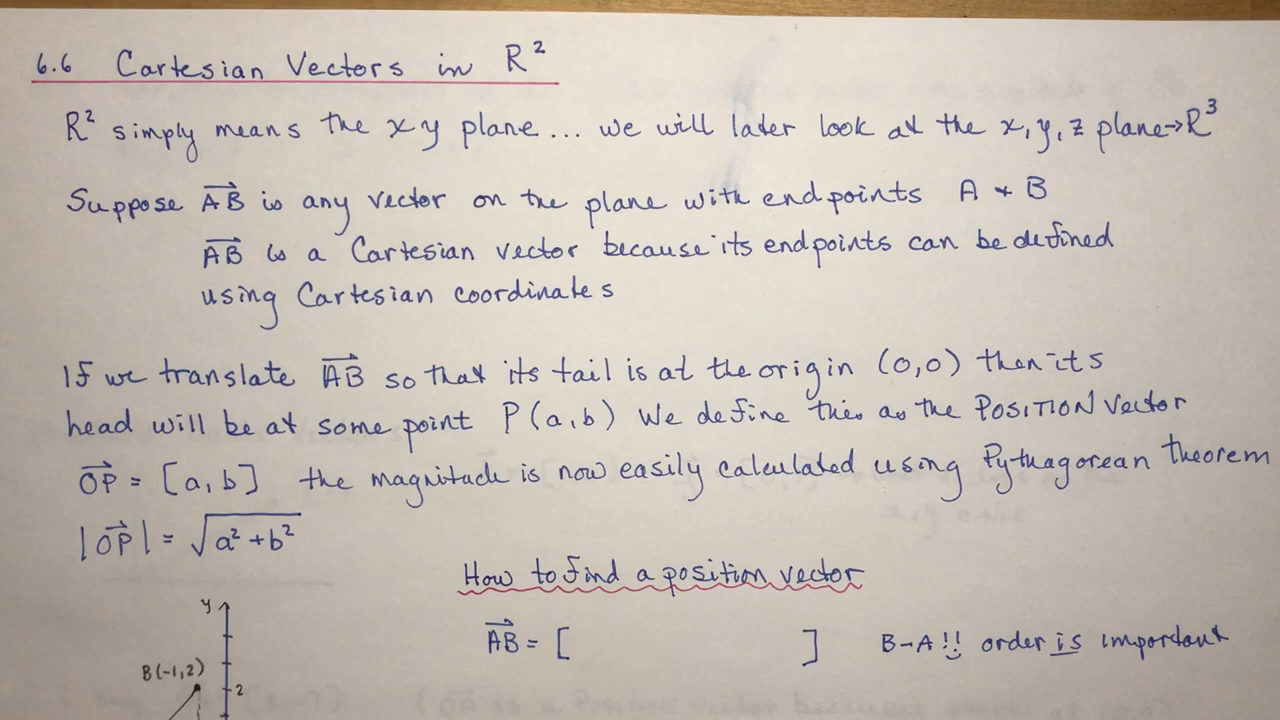 6.6 Cartesian Vectors in R²
R² simply means the xy plane... we will later look at the x, y, z plane→R³
Suppose AB is any vector on the plane with endpoints A + B
AB is a Cartesian vector because its endpoints can be defined
using Cartesian coordinates
If we translate AB so that its tail is at the origin (0,0) then its
head will be at some point P(a,b) We define this as the POSITION Vector
OP = [a,b] the magnitude is now easily calculated using Pythagorean theorem
|OP| = √a² + b²
How to find a position vector
AB = [ ] B-A!! order is important
y
B(-1,2)
2